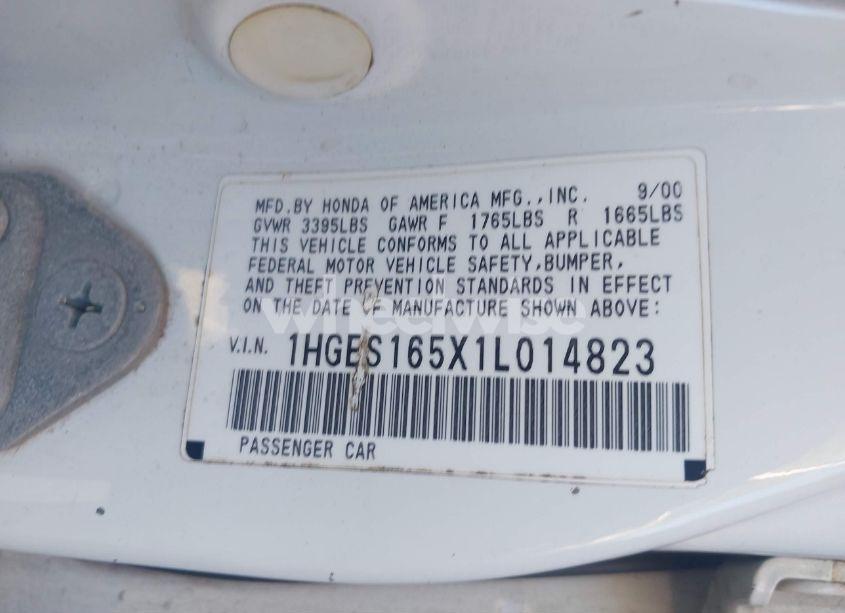 MFD.BY HONDA OF AMERICA MFG.,INC. 9/00
GVWR 3395LBS GAWR F 1765LBS R 1665LBS
THIS VEHICLE CONFORMS TO ALL APPLICABLE
FEDERAL MOTOR VEHICLE SAFETY,BUMPER,
AND THEFT PREVENTION STANDARDS IN EFFECT
ON THE DATE OF MANUFACTURE SHOWN ABOVE:
wheelwise
V.I.N. 1HGES165X1L014823
PASSENGER CAR